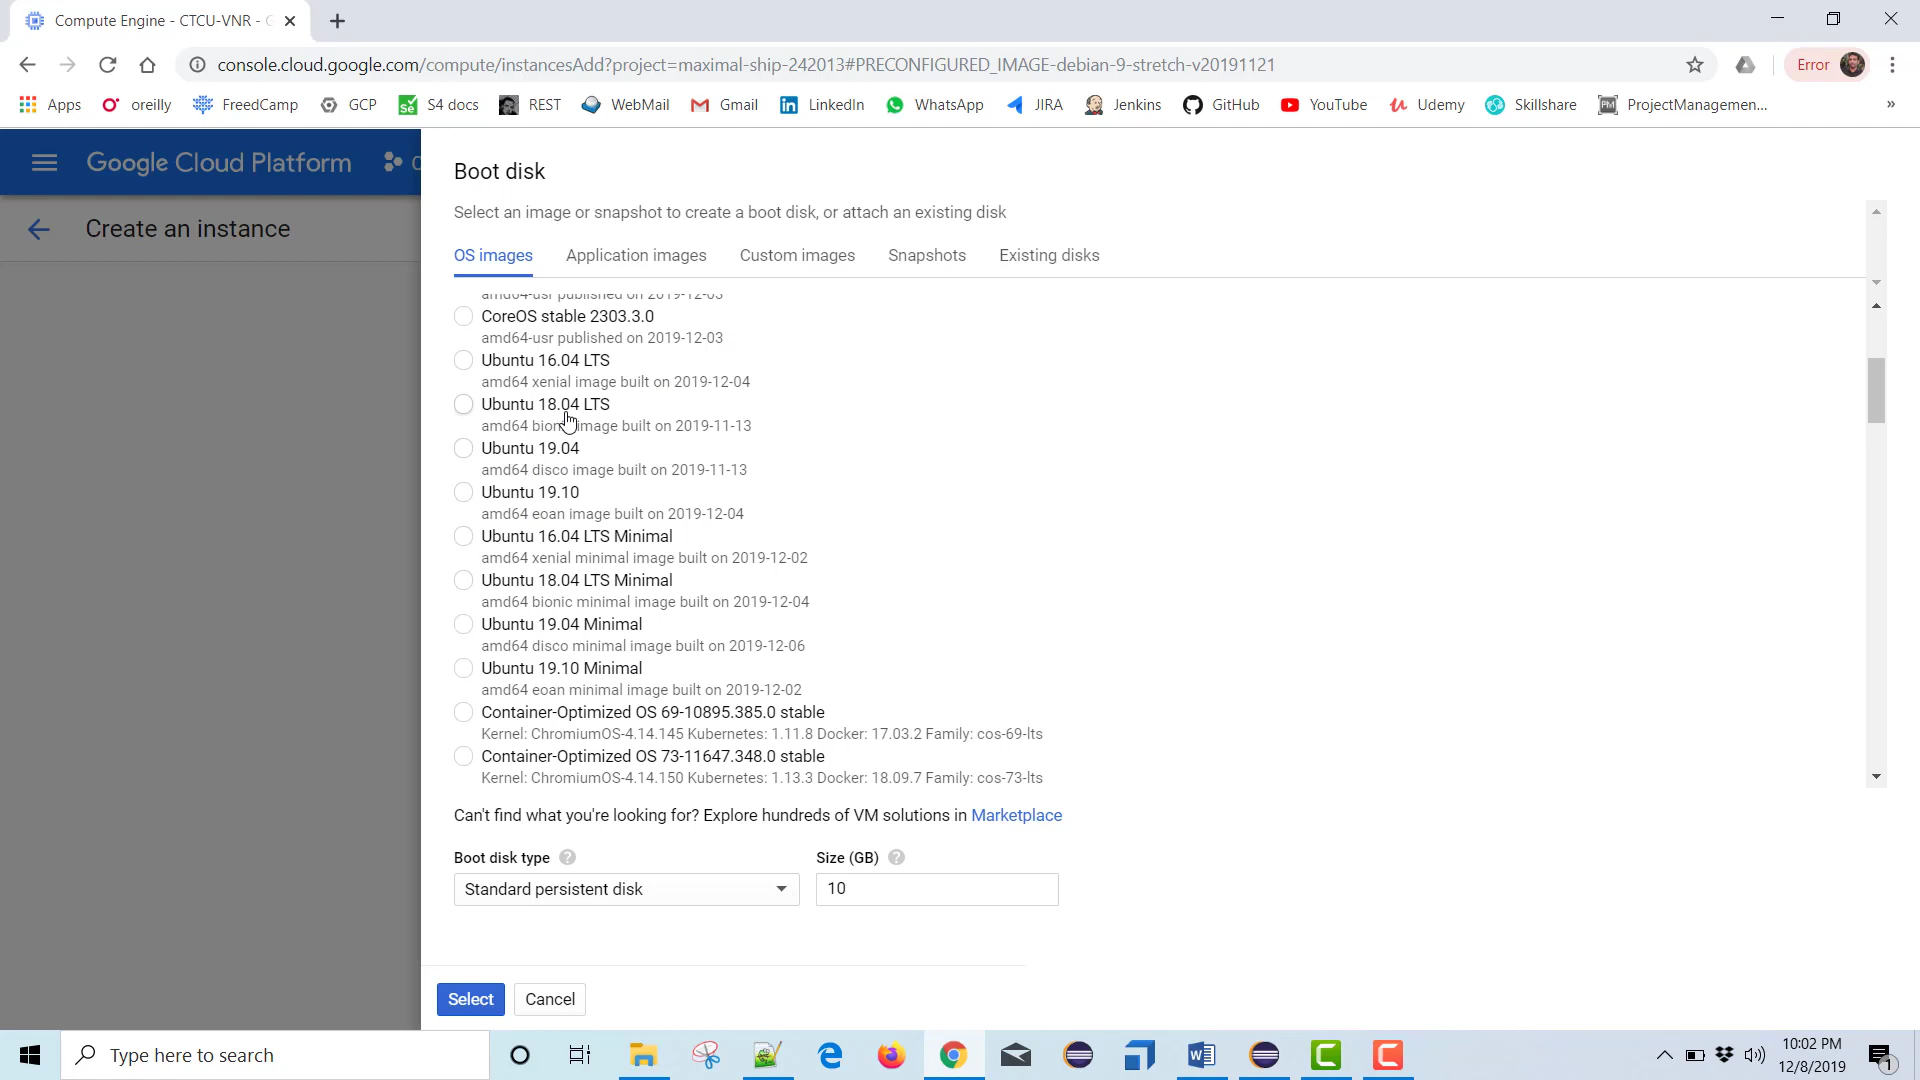 Compute Engine - CTCU-VNR - G
console.cloud.google.com/compute/instancesAdd?project=maximal-ship-242013#PRECONFIGURED_IMAGE-debian-9-stretch-v20191121
Error
Apps
oreilly
FreedCamp
GCP
S4 docs
REST
WebMail
Gmail
LinkedIn
WhatsApp
JIRA
Jenkins
GitHub
YouTube
Udemy
Skillshare
ProjectManagemen...
»
Google Cloud Platform
Create an instance
Boot disk
Select an image or snapshot to create a boot disk, or attach an existing disk
OS images
Application images
Custom images
Snapshots
Existing disks
amd64-usr published on 2019-12-03
CoreOS stable 2303.3.0
amd64-usr published on 2019-12-03
Ubuntu 16.04 LTS
amd64 xenial image built on 2019-12-04
Ubuntu 18.04 LTS
amd64 bionic image built on 2019-11-13
Ubuntu 19.04
amd64 disco image built on 2019-11-13
Ubuntu 19.10
amd64 eoan image built on 2019-12-04
Ubuntu 16.04 LTS Minimal
amd64 xenial minimal image built on 2019-12-02
Ubuntu 18.04 LTS Minimal
amd64 bionic minimal image built on 2019-12-04
Ubuntu 19.04 Minimal
amd64 disco minimal image built on 2019-12-06
Ubuntu 19.10 Minimal
amd64 eoan minimal image built on 2019-12-02
Container-Optimized OS 69-10895.385.0 stable
Kernel: ChromiumOS-4.14.145 Kubernetes: 1.11.8 Docker: 17.03.2 Family: cos-69-lts
Container-Optimized OS 73-11647.348.0 stable
Kernel: ChromiumOS-4.14.150 Kubernetes: 1.13.3 Docker: 18.09.7 Family: cos-73-lts
Can't find what you're looking for? Explore hundreds of VM solutions in Marketplace
Boot disk type ?
Size (GB) ?
Standard persistent disk
10
Select
Cancel
Type here to search
10:02 PM
12/8/2019
1